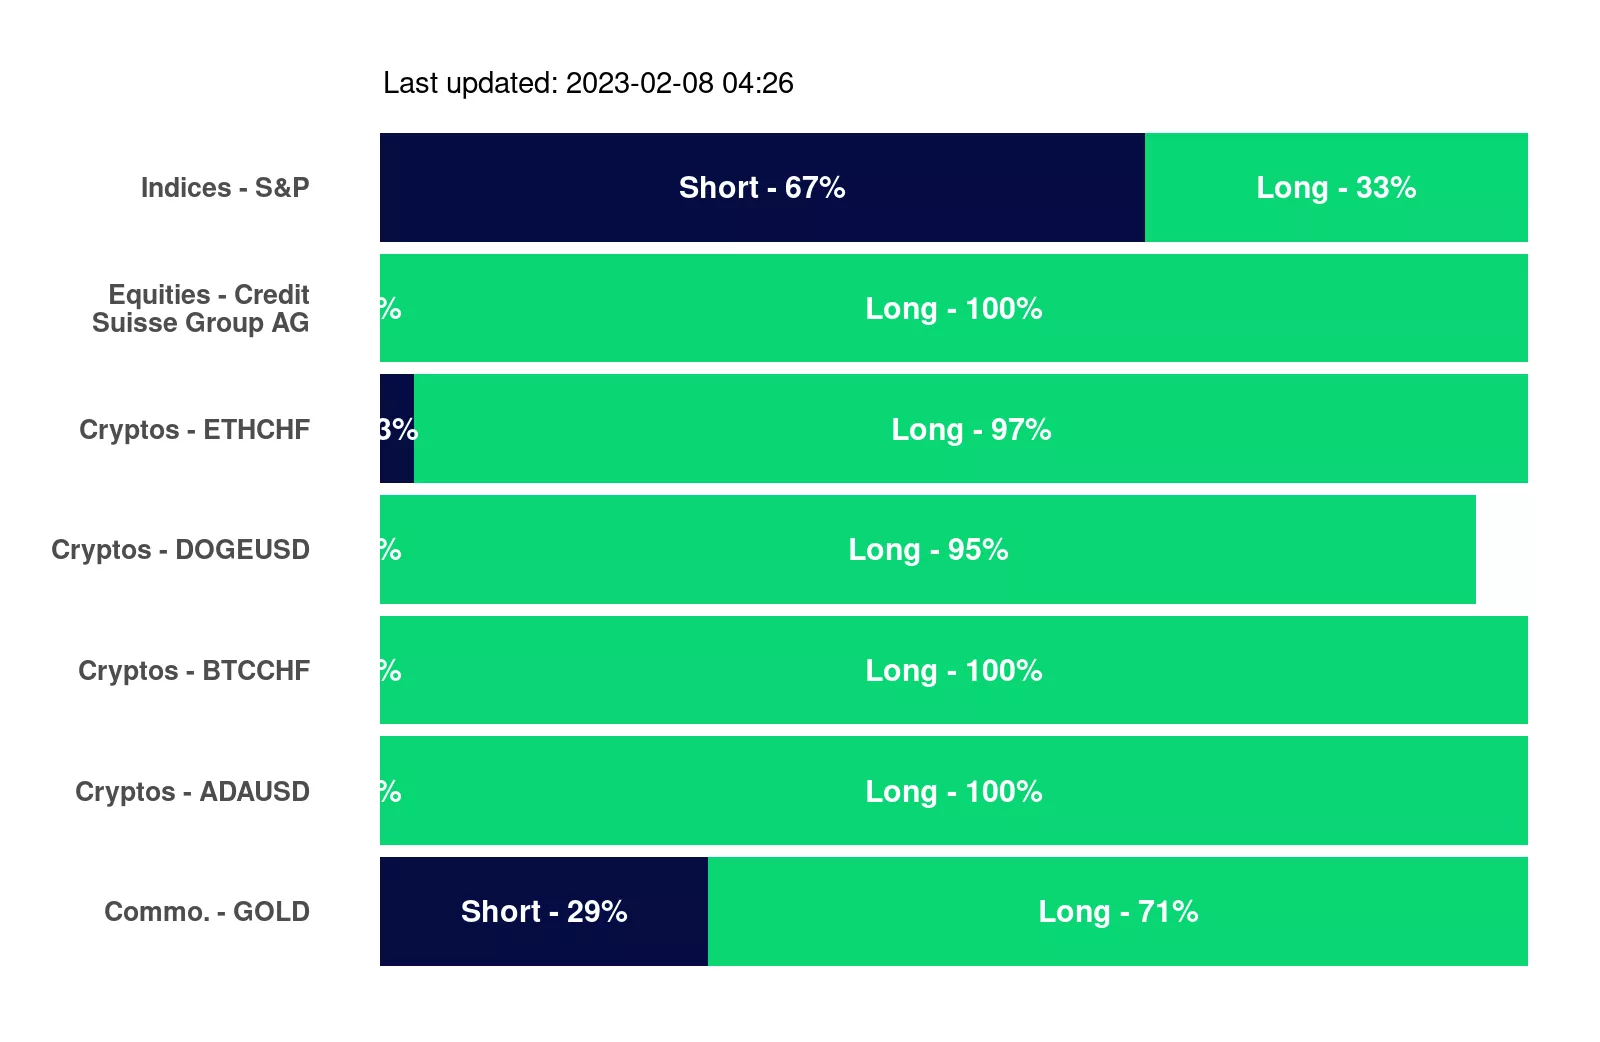 Last updated: 2023-02-08 04:26
Indices - S&P
Short - 67%
Long - 33%
Equities - Credit
Suisse Group AG
%
Long - 100%
Cryptos - ETHCHF
3%
Long - 97%
Cryptos - DOGEUSD
%
Long - 95%
Cryptos - BTCCHF
%
Long - 100%
Cryptos - ADAUSD
%
Long - 100%
Commo. - GOLD
Short - 29%
Long - 71%